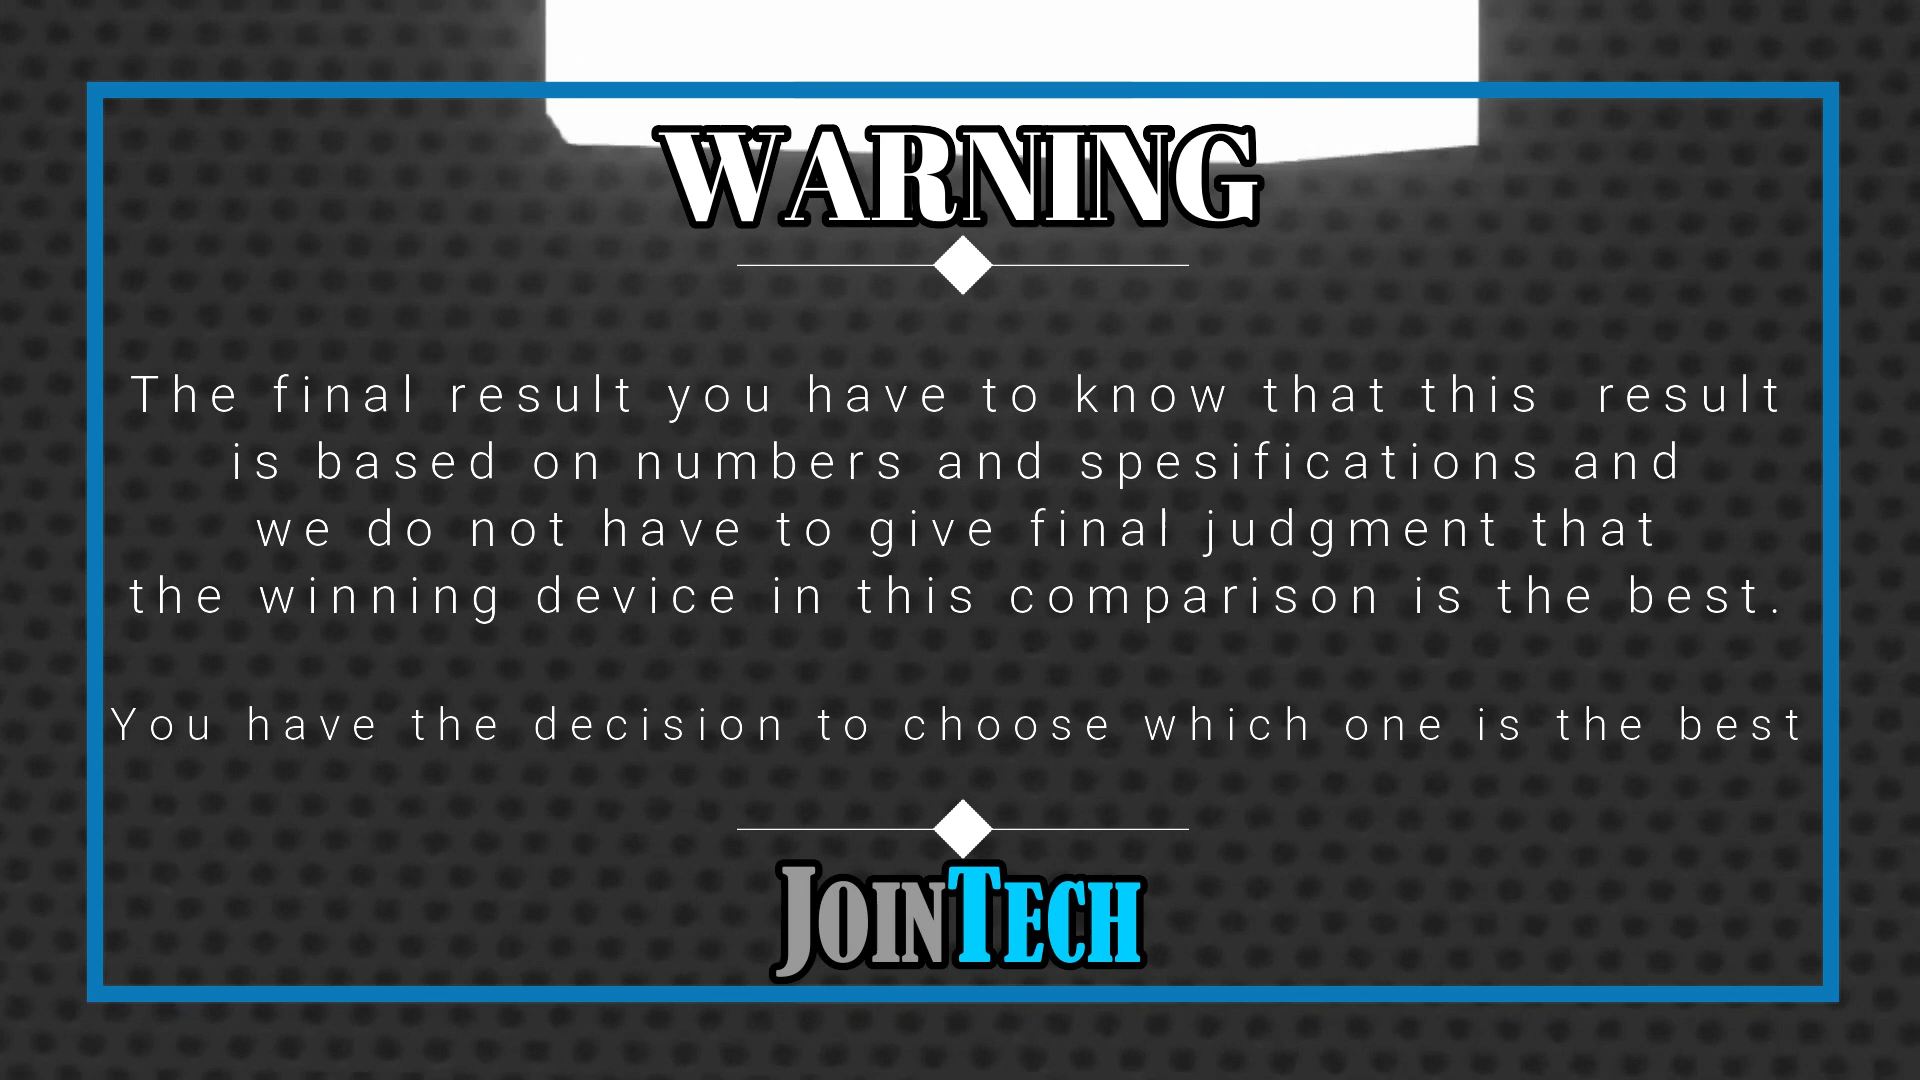 WARNING
The final result you have to know that this result
is based on numbers and spesifications and
we do not have to give final judgment that
the winning device in this comparison is the best.
You have the decision to choose which one is the best
JOINTECH